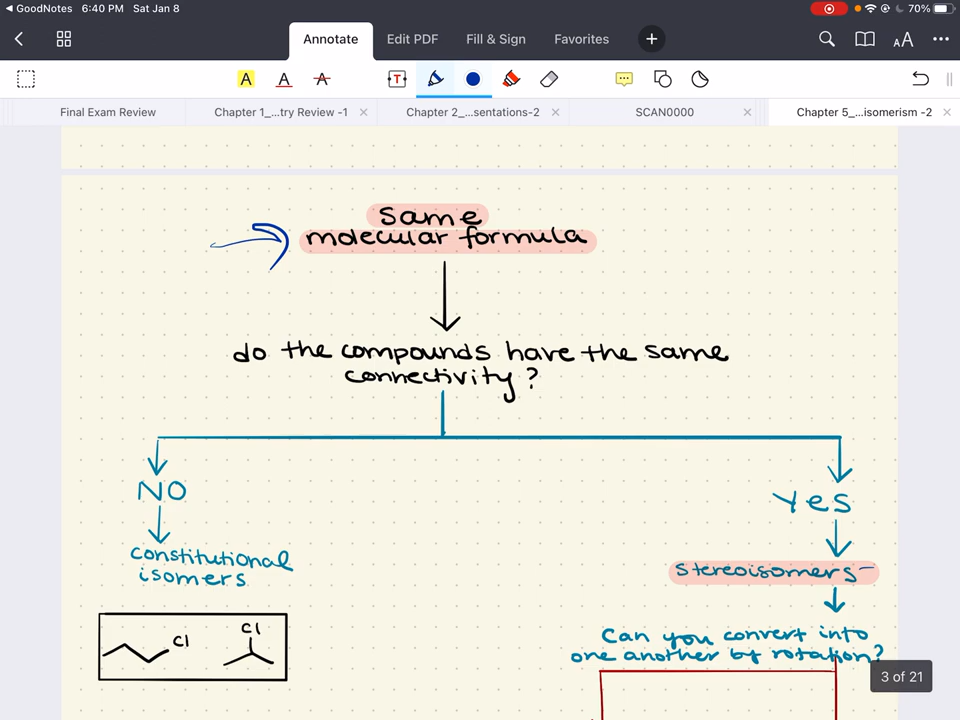 GoodNotes 6:40 PM Sat Jan 8 70%
Annotate Edit PDF Fill & Sign Favorites
AA
A A A T
Final Exam Review Chapter 1_...try Review -1 Chapter 2_...sentations-2 SCAN0000 Chapter 5_...isomerism -2
same
molecular formula
do the compounds have the same
connectivity?
NO
Yes
constitutional
isomers
stereoisomers
Cl
Cl
Can you convert into
one another by rotation?
3 of 21